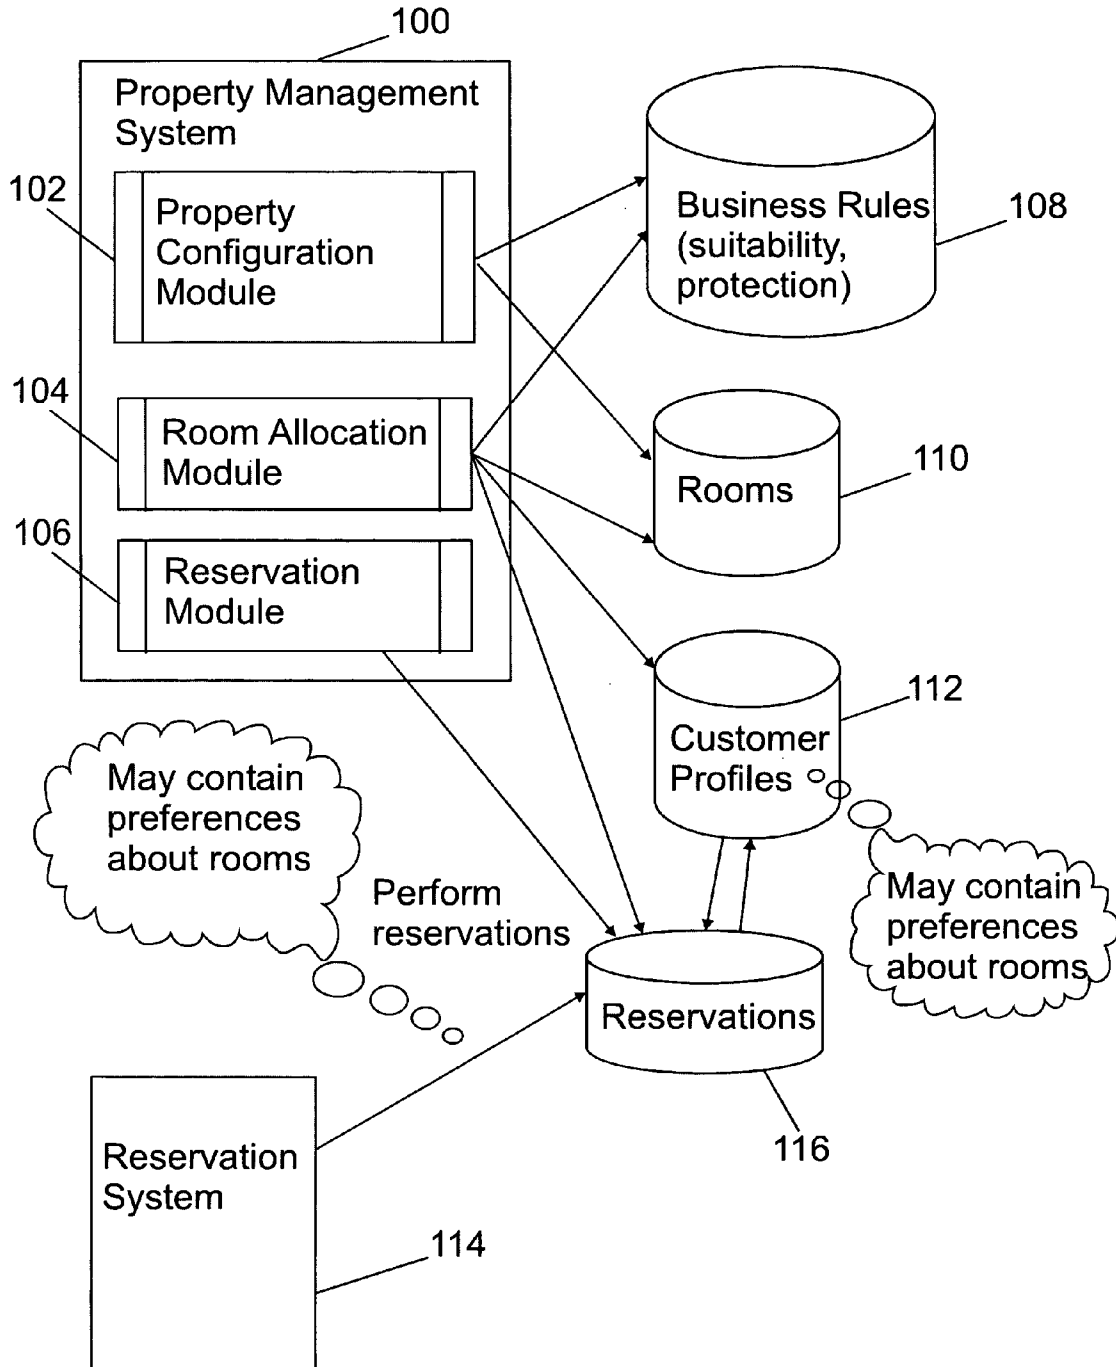 100
Property Management
System
102
Property
Configuration
Module
Business Rules
(suitability,
protection)
108
104
Room Allocation
Module
Rooms
110
106
Reservation
Module
112
Customer
Profiles
May contain
preferences
about rooms
Perform
reservations
May contain
preferences
about rooms
Reservations
116
Reservation
System
114